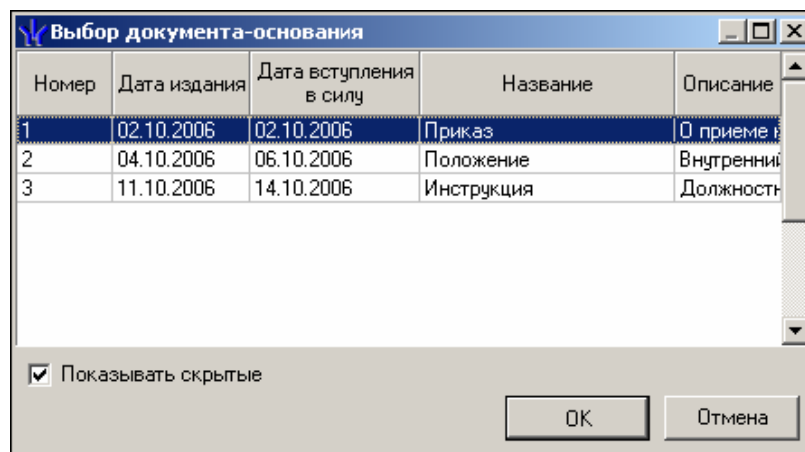 Выбор документа-основания
Номер Дата издания Дата вступления в силу Название Описание
1 02.10.2006 02.10.2006 Приказ О приеме
2 04.10.2006 06.10.2006 Положение Внутренний
3 11.10.2006 14.10.2006 Инструкция Должностн
Показывать скрытые
OK Отмена